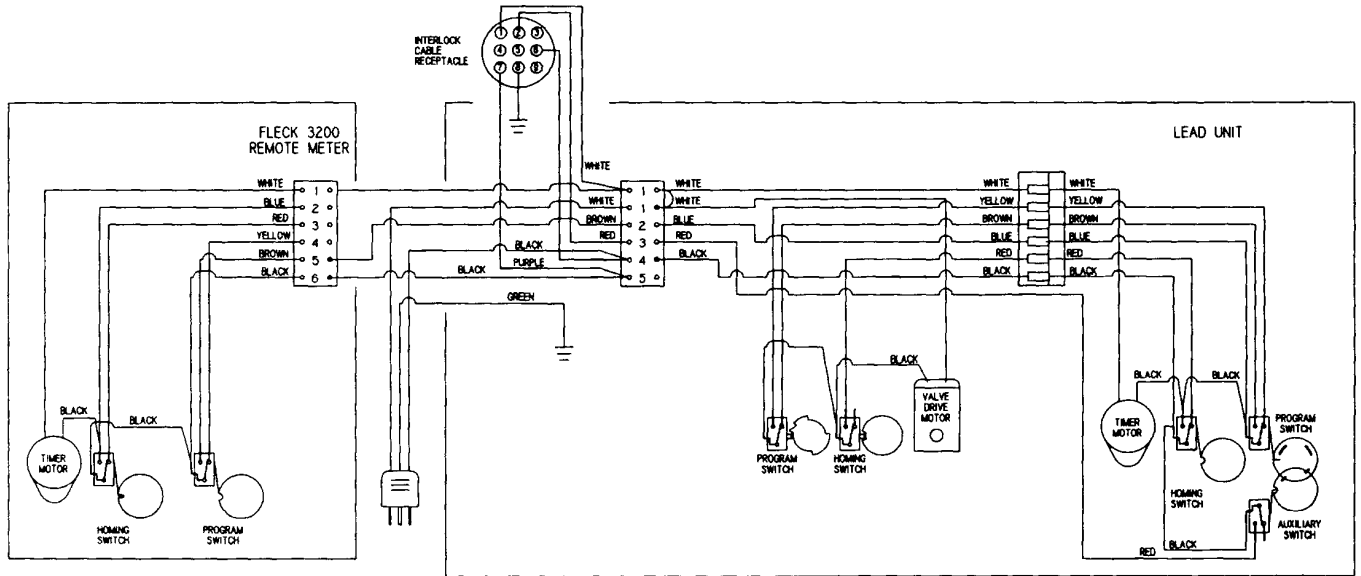 INTERLOCK
CABLE
RECEPTACLE
1 2 3
4 5 6
7 8 9
FLECK 3200
REMOTE METER
LEAD UNIT
WHITE
BLUE
RED
YELLOW
BROWN
BLACK
1
2
3
4
5
6
WHITE
WHITE
BROWN
RED
BLACK
PURPLE
BLACK
GREEN
1
1
2
3
4
5
WHITE
WHITE
BLUE
RED
BLACK
WHITE
YELLOW
BROWN
BLUE
RED
BLACK
WHITE
YELLOW
BROWN
BLUE
RED
BLACK
BLACK
BLACK
TIMER
MOTOR
HOMING
SWITCH
PROGRAM
SWITCH
BLACK
VALVE
DRIVE
MOTOR
PROGRAM
SWITCH
HOMING
SWITCH
BLACK
BLACK
TIMER
MOTOR
PROGRAM
SWITCH
HOMING
SWITCH
AUXILIARY
SWITCH
BLACK
RED